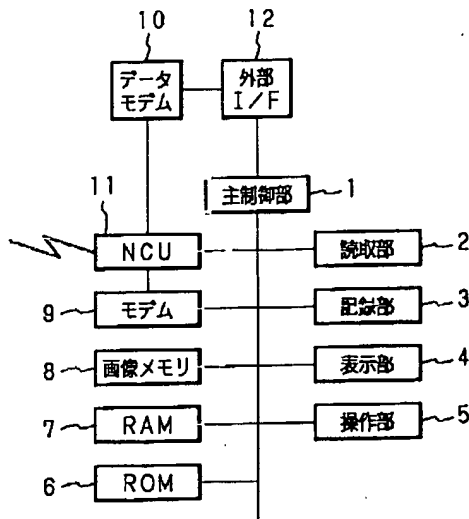 10
12
データ
モデム
外部
I/F
主制御部
1
11
NCU
読取部
2
9
モデム
記録部
3
8
画像メモリ
表示部
4
7
RAM
操作部
5
6
ROM